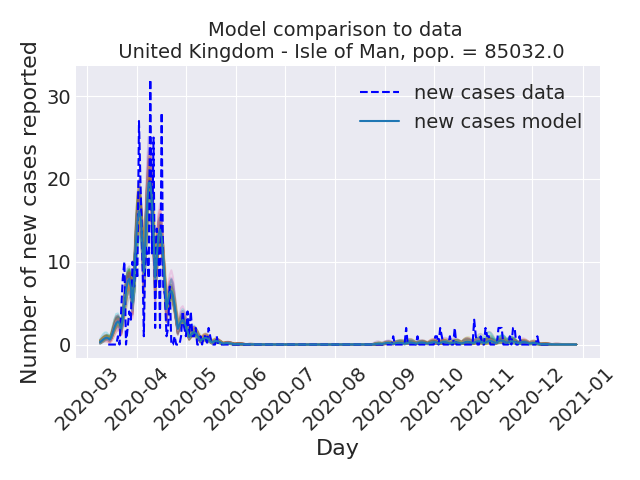 Model comparison to data
United Kingdom - Isle of Man, pop. = 85032.0
Number of new cases reported
30
20
10
0
new cases data
new cases model
2020-03
2020-04
2020-05
2020-06
2020-07
2020-08
2020-09
2020-10
2020-11
2020-12
2021-01
Day